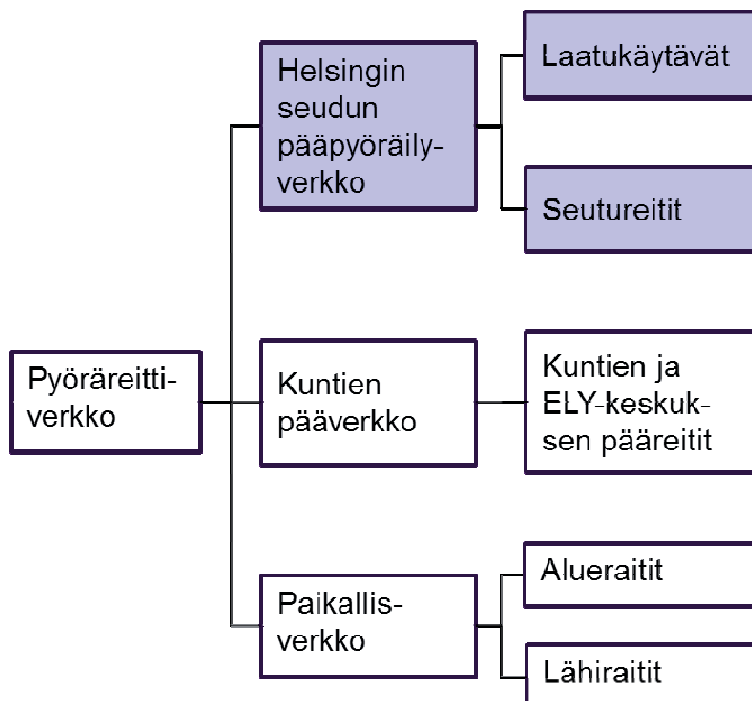 Helsingin
seudun
pääpyöräily-
verkko
Laatukäytävät
Seutureitit
Pyöräreitti-
verkko
Kuntien
pääverkko
Kuntien ja
ELY-keskuk-
sen pääreitit
Paikallis-
verkko
Alueraitit
Lähiraitit